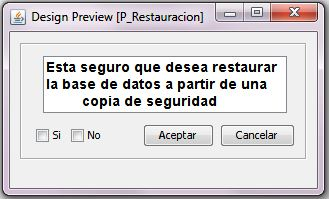 Design Preview [P_Restauracion]
Esta seguro que desea restaurar
la base de datos a partir de una
copia de seguridad
Si No Aceptar Cancelar